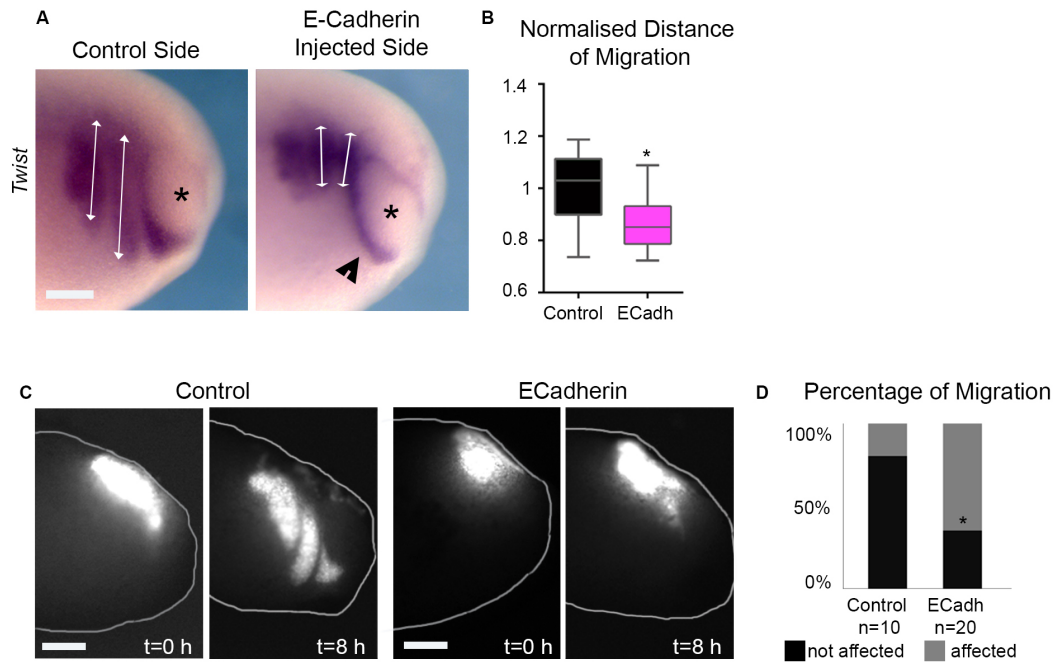 A
Control Side
E-Cadherin
Injected Side
Twist
*
*
B
Normalised Distance
of Migration
1.4
1.2
1
0.8
0.6
*
Control
ECadh
C
Control
ECadherin
t=0 h
t=8 h
t=0 h
t=8 h
D
Percentage of Migration
100%
50%
0%
*
Control
n=10
ECadh
n=20
not affected
affected